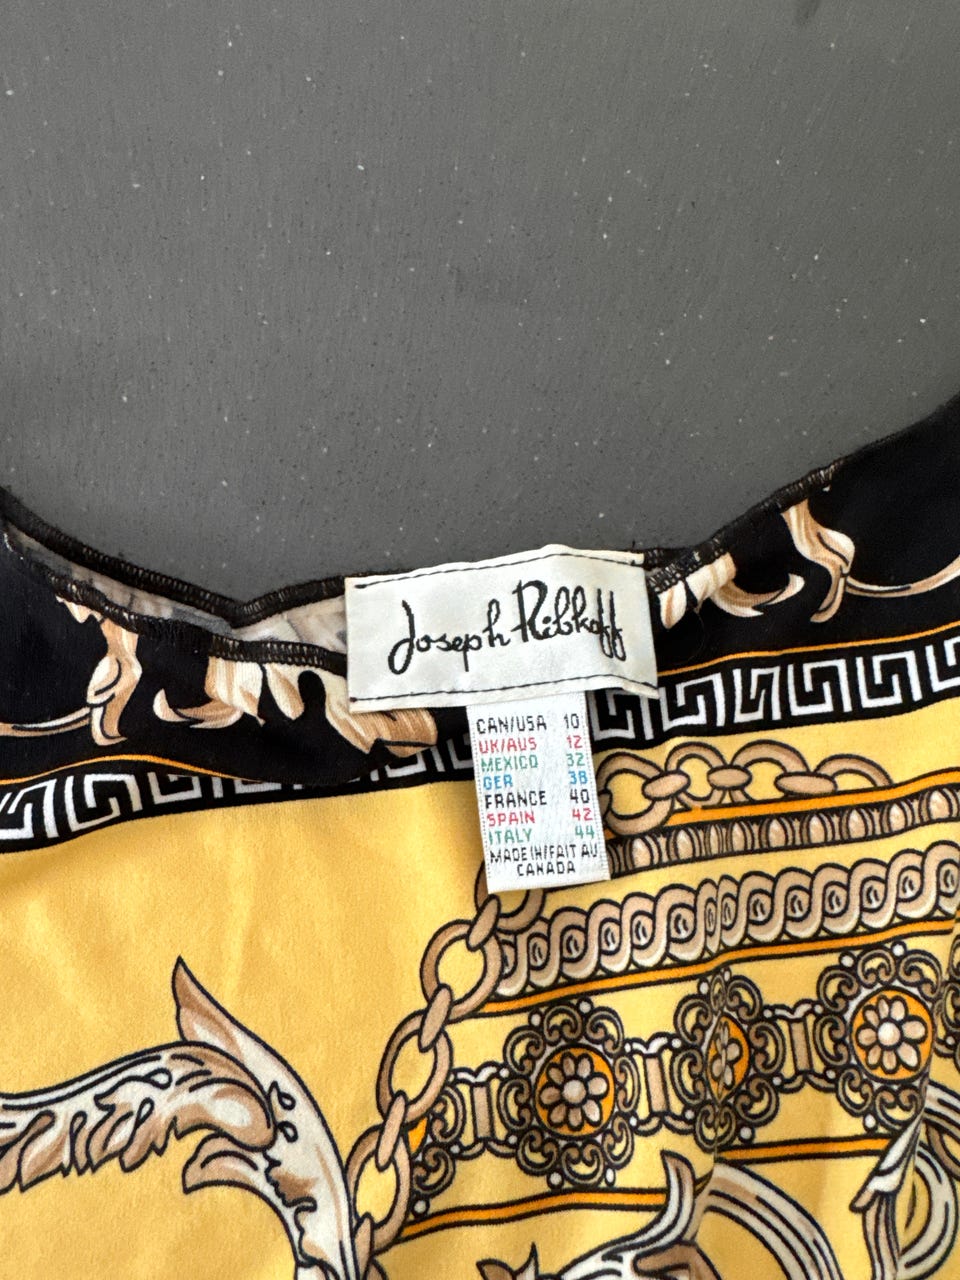 Joseph Ribkoff
CAN/USA 10
UK/AUS 12
MEXICO 32
GER 38
FRANCE 40
SPAIN 42
ITALY 44
MADE IN/FAIT AU
CANADA